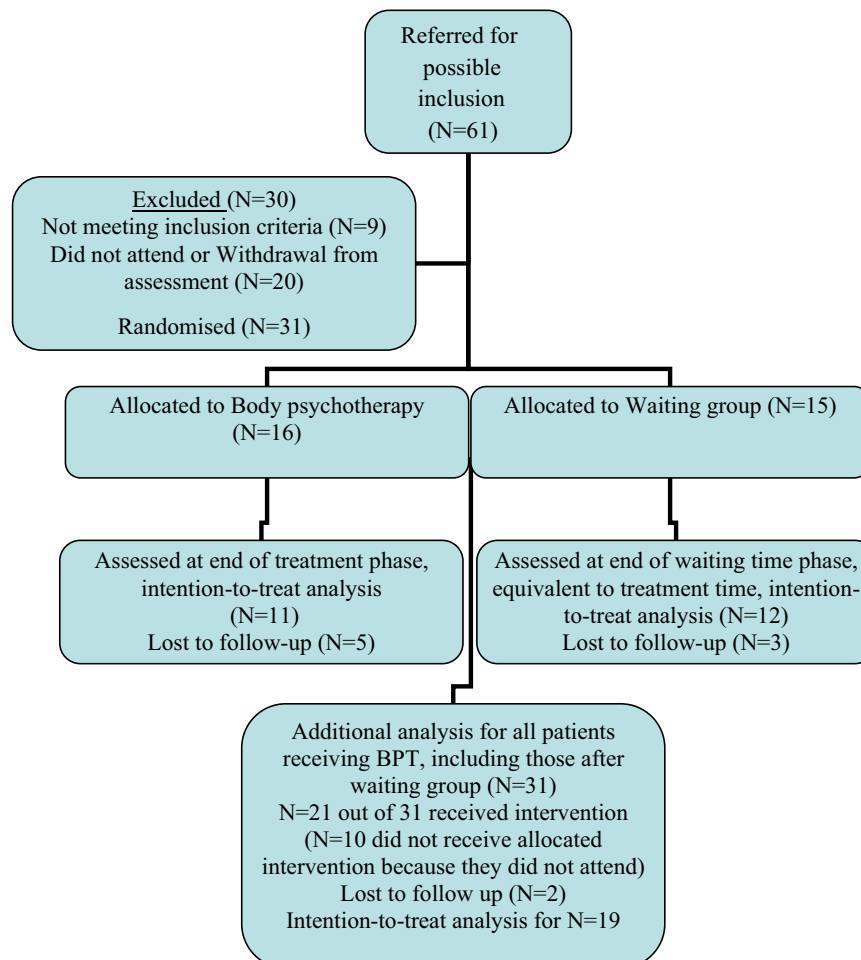 Referred for
possible
inclusion
(N=61)
Excluded (N=30)
Not meeting inclusion criteria (N=9)
Did not attend or Withdrawal from
assessment (N=20)
Randomised (N=31)
Allocated to Body psychotherapy
(N=16)
Allocated to Waiting group (N=15)
Assessed at end of treatment phase,
intention-to-treat analysis
(N=11)
Lost to follow-up (N=5)
Assessed at end of waiting time phase,
equivalent to treatment time, intention-
to-treat analysis (N=12)
Lost to follow-up (N=3)
Additional analysis for all patients
receiving BPT, including those after
waiting group (N=31)
N=21 out of 31 received intervention
(N=10 did not receive allocated
intervention because they did not attend)
Lost to follow up (N=2)
Intention-to-treat analysis for N=19